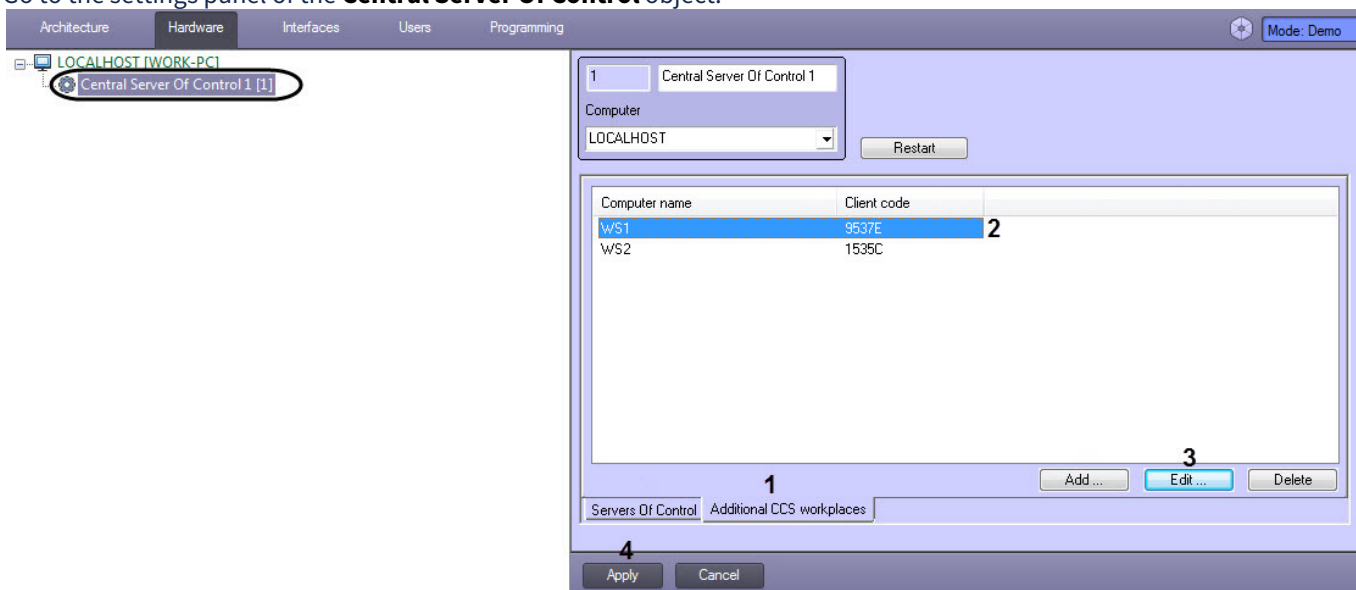 Go to the settings panel of the Central Server Of Control object.
Architecture Hardware Interfaces Users Programming Mode: Demo
LOCALHOST [WORK-PC]
Central Server Of Control 1 [1]
1 Central Server Of Control 1
Computer
LOCALHOST
Restart
Computer name Client code
WS1 9537E 2
WS2 1535C
3
Add ... Edit ... Delete
1
Servers Of Control Additional CCS workplaces
4
Apply Cancel